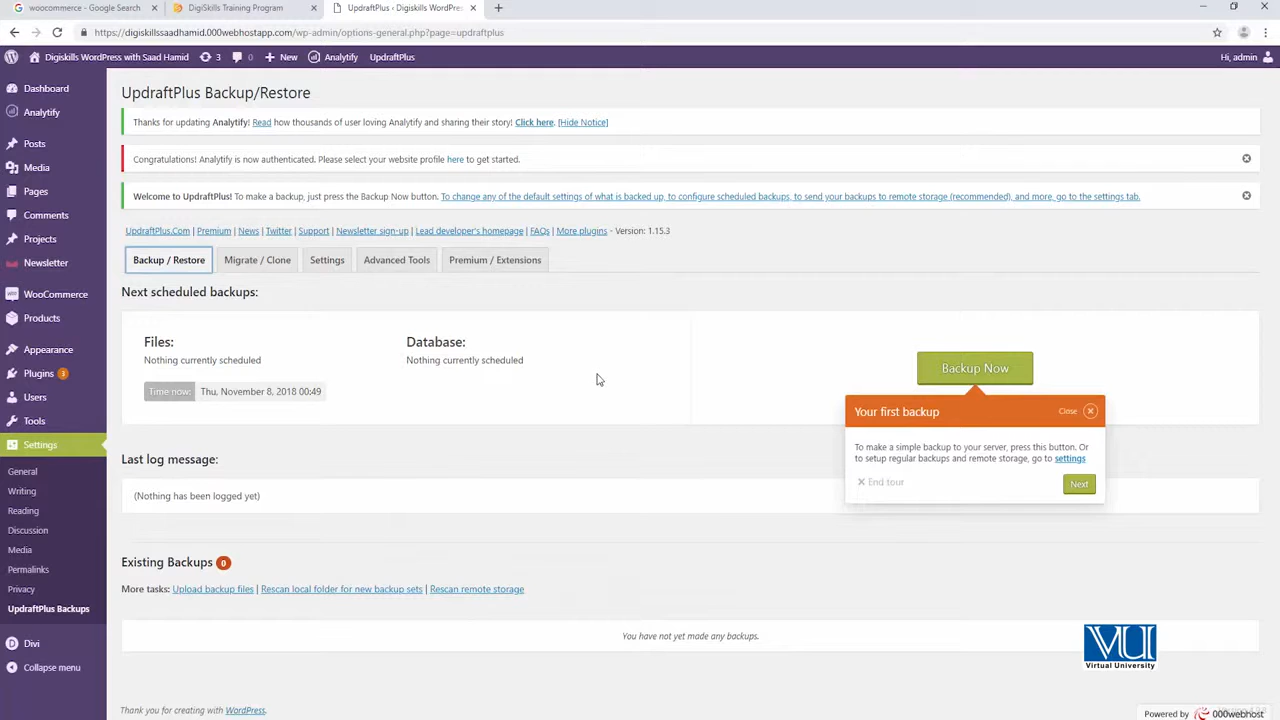 woocommerce - Google Search
DigiSkills Training Program
UpdraftPlus ‹ Digiskills WordPres
https://digiskillssaadhamid.000webhostapp.com/wp-admin/options-general.php?page=updraftplus
Digiskills WordPress with Saad Hamid
3
0
New
Analytify
UpdraftPlus
Hi, admin
Dashboard
Analytify
Posts
Media
Pages
Comments
Projects
Newsletter
WooCommerce
Products
Appearance
Plugins 3
Users
Tools
Settings
General
Writing
Reading
Discussion
Media
Permalinks
Privacy
UpdraftPlus Backups
Divi
Collapse menu
UpdraftPlus Backup/Restore
Thanks for updating Analytify! Read how thousands of user loving Analytify and sharing their story! Click here. [Hide Notice]
Congratulations! Analytify is now authenticated. Please select your website profile here to get started.
Welcome to UpdraftPlus! To make a backup, just press the Backup Now button. To change any of the default settings of what is backed up, to configure scheduled backups, to send your backups to remote storage (recommended), and more, go to the settings tab.
UpdraftPlus.Com | Premium | News | Twitter | Support | Newsletter sign-up | Lead developer's homepage | FAQs | More plugins - Version: 1.15.3
Backup / Restore
Migrate / Clone
Settings
Advanced Tools
Premium / Extensions
Next scheduled backups:
Files:
Nothing currently scheduled
Database:
Nothing currently scheduled
Time now: Thu, November 8, 2018 00:49
Backup Now
Your first backup
Close
To make a simple backup to your server, press this button. Or
to setup regular backups and remote storage, go to settings
End tour
Next
Last log message:
(Nothing has been logged yet)
Existing Backups 0
More tasks: Upload backup files | Rescan local folder for new backup sets | Rescan remote storage
You have not yet made any backups.
VU
Virtual University
Thank you for creating with WordPress.
Powered by 000webhost